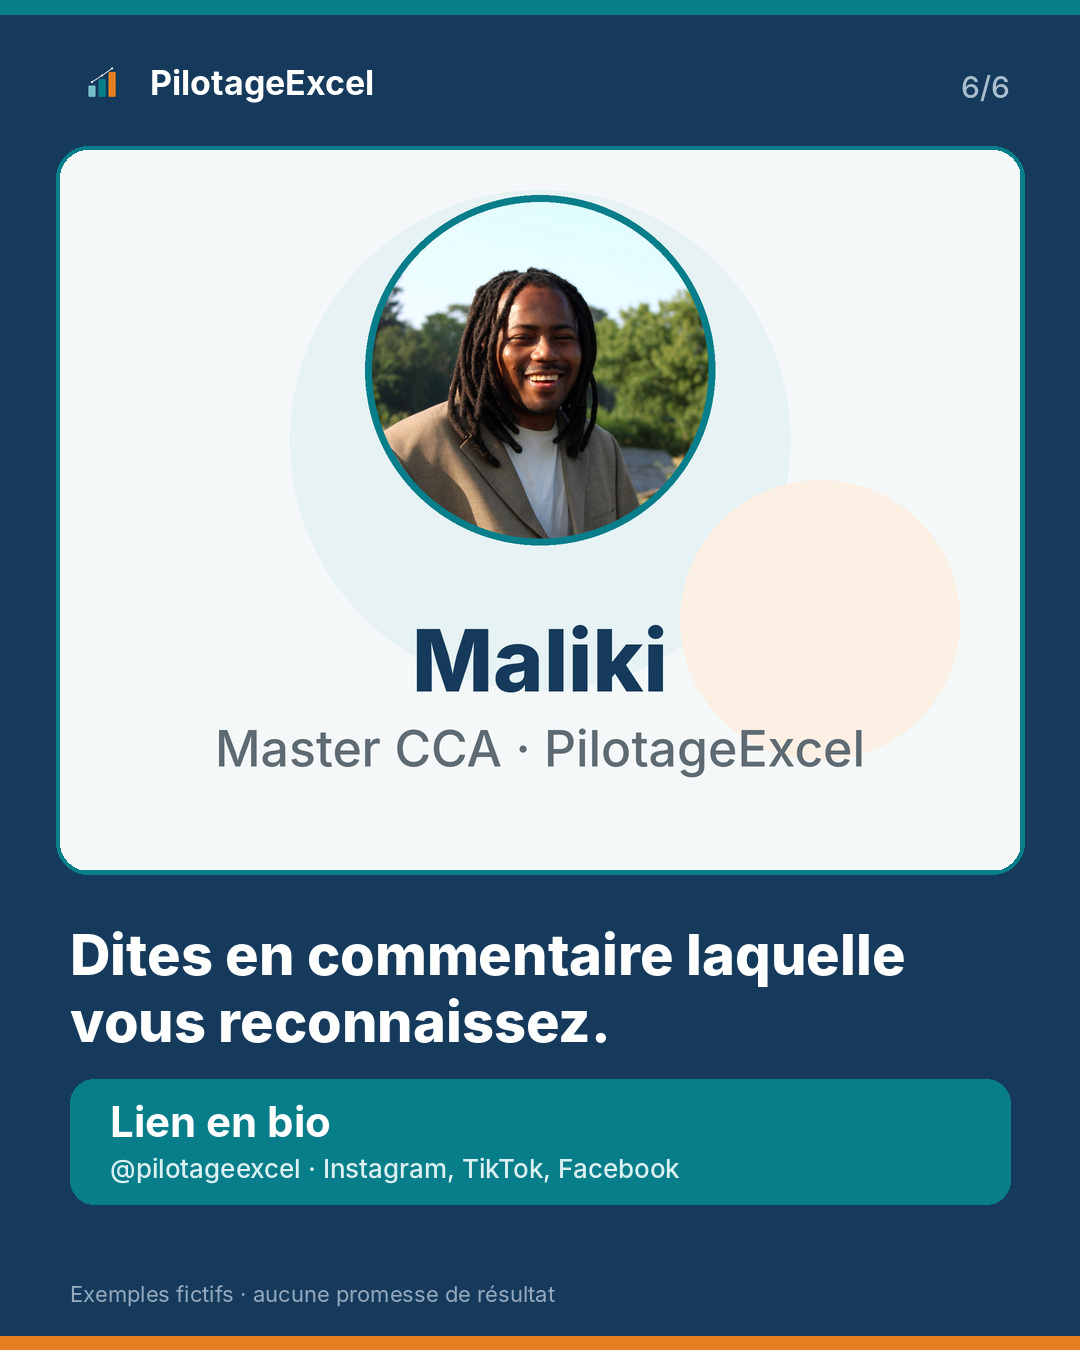 PilotageExcel
6/6
Maliki
Master CCA · PilotageExcel
Dites en commentaire laquelle
vous reconnaissez.
Lien en bio
@pilotageexcel · Instagram, TikTok, Facebook
Exemples fictifs · aucune promesse de résultat